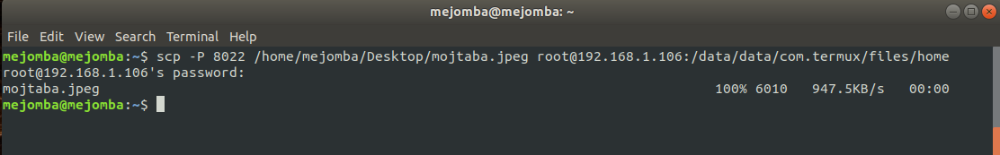 mejomba@mejomba: ~
File Edit View Search Terminal Help
mejomba@mejomba:~$ scp -P 8022 /home/mejomba/Desktop/mojtaba.jpeg root@192.168.1.106:/data/data/com.termux/files/home
root@192.168.1.106's password:
mojtaba.jpeg 100% 6010 947.5KB/s 00:00
mejomba@mejomba:~$